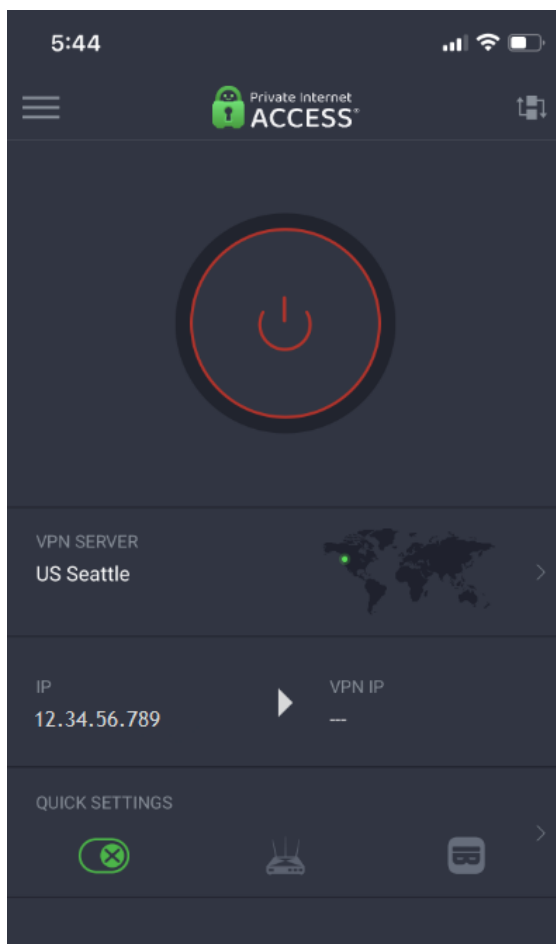 5:44
Private Internet
ACCESS®
VPN SERVER
US Seattle
IP
12.34.56.789
VPN IP
---
QUICK SETTINGS